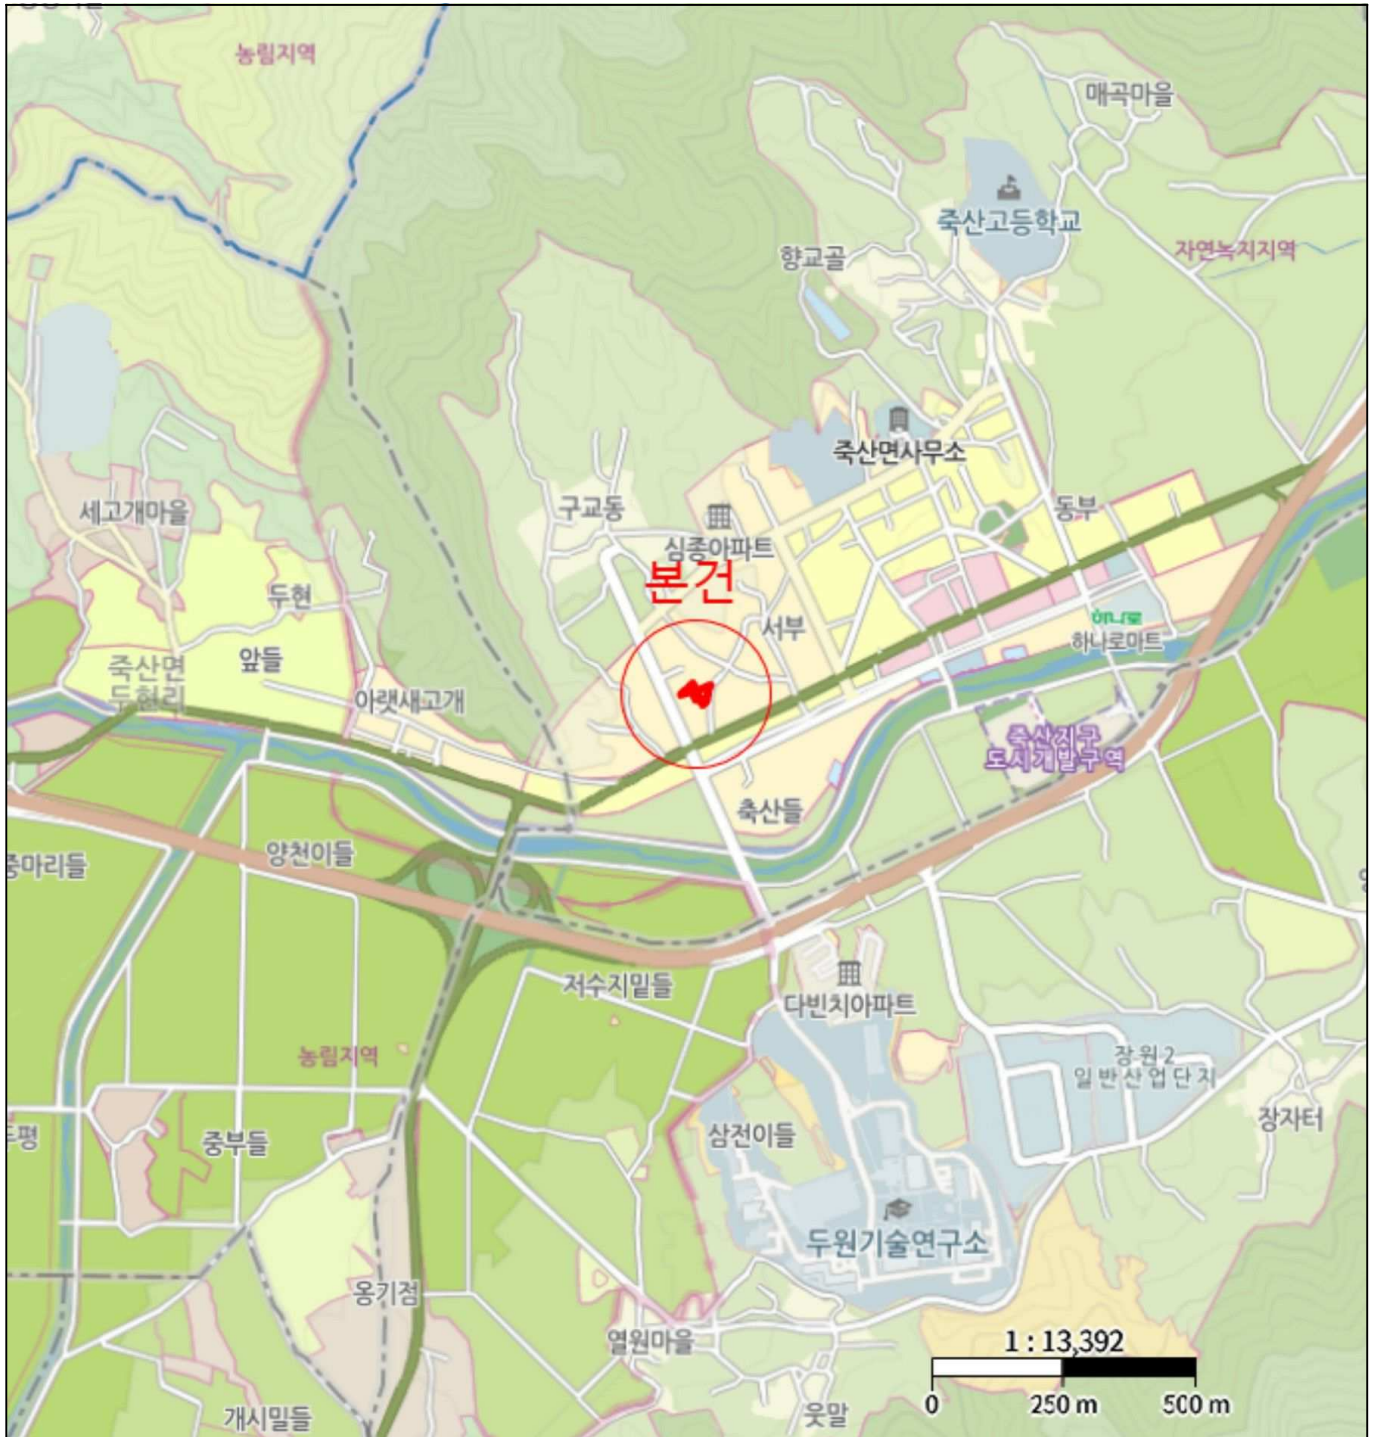 농림지역
매곡마을
죽산고등학교
자연녹지지역
향교골
죽산면사무소
세고개마을
구교동
동부
심종아파트
본건
두현
서부
하나로
하나로마트
앞들
죽산면
두현리
아랫새고개
죽산지구
도시개발구역
축산들
양천이들
중마리들
저수지밑들
다빈치아파트
농림지역
장원2
일반산업단지
장자터
삼전이들
중부들
두원기술연구소
옹기점
열원마을
1 : 13,392
0 250 m 500 m
개시밀들
웃말